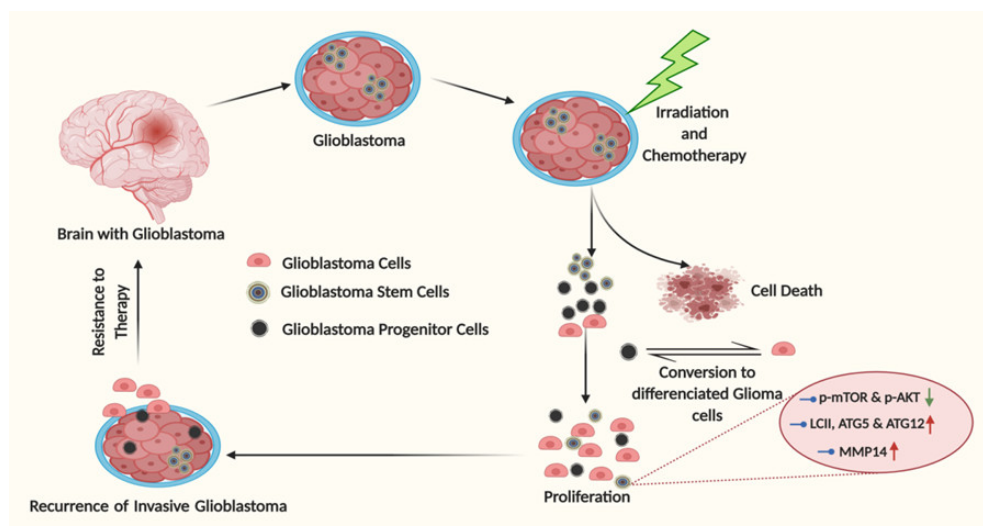 Glioblastoma
Irradiation
and
Chemotherapy
Brain with Glioblastoma
Glioblastoma Cells
Glioblastoma Stem Cells
Glioblastoma Progenitor Cells
Cell Death
Resistance to
Therapy
Conversion to
differenciated Glioma
cells
p-mTOR & p-AKT
LCII, ATG5 & ATG12
MMP14
Proliferation
Recurrence of Invasive Glioblastoma